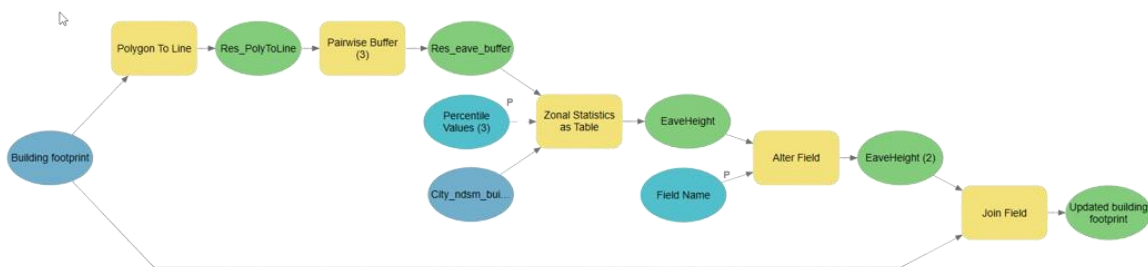 Polygon To Line
Res_PolyToLine
Pairwise Buffer
(3)
Res_eave_buffer
P
Percentile
Values (3)
Zonal Statistics
as Table
EaveHeight
Building footprint
Alter Field
EaveHeight (2)
City_ndsm_bui...
P
Field Name
Join Field
Updated building
footprint